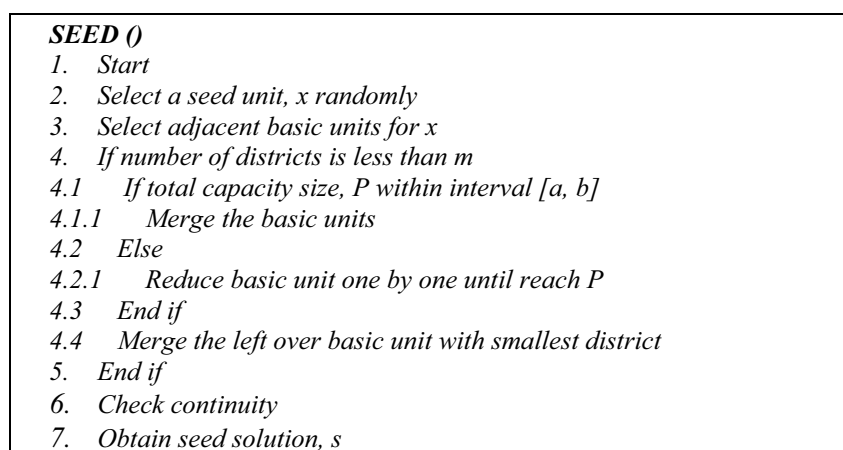 SEED ()
1. Start
2. Select a seed unit, x randomly
3. Select adjacent basic units for x
4. If number of districts is less than m
4.1 If total capacity size, P within interval [a, b]
4.1.1 Merge the basic units
4.2 Else
4.2.1 Reduce basic unit one by one until reach P
4.3 End if
4.4 Merge the left over basic unit with smallest district
5. End if
6. Check continuity
7. Obtain seed solution, s